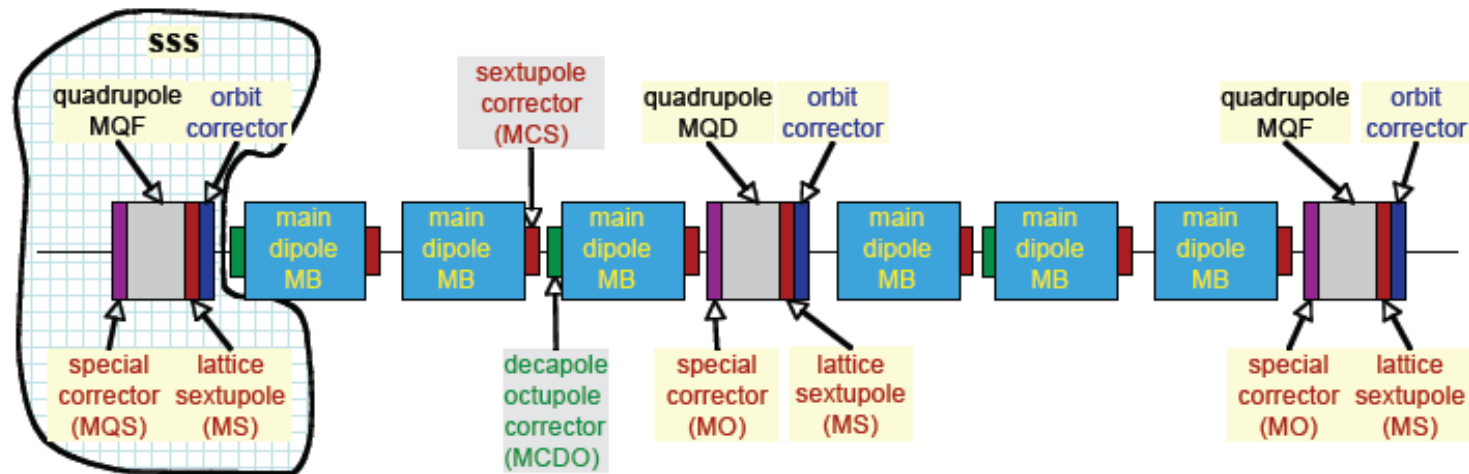 SSS
quadrupole
MQF
orbit
corrector
sextupole
corrector
(MCS)
quadrupole
MQD
orbit
corrector
quadrupole
MQF
orbit
corrector
main
dipole
MB
main
dipole
MB
main
dipole
MB
main
dipole
MB
main
dipole
MB
main
dipole
MB
special
corrector
(MQS)
lattice
sextupole
(MS)
decapole
octupole
corrector
(MCDO)
special
corrector
(MO)
lattice
sextupole
(MS)
special
corrector
(MO)
lattice
sextupole
(MS)